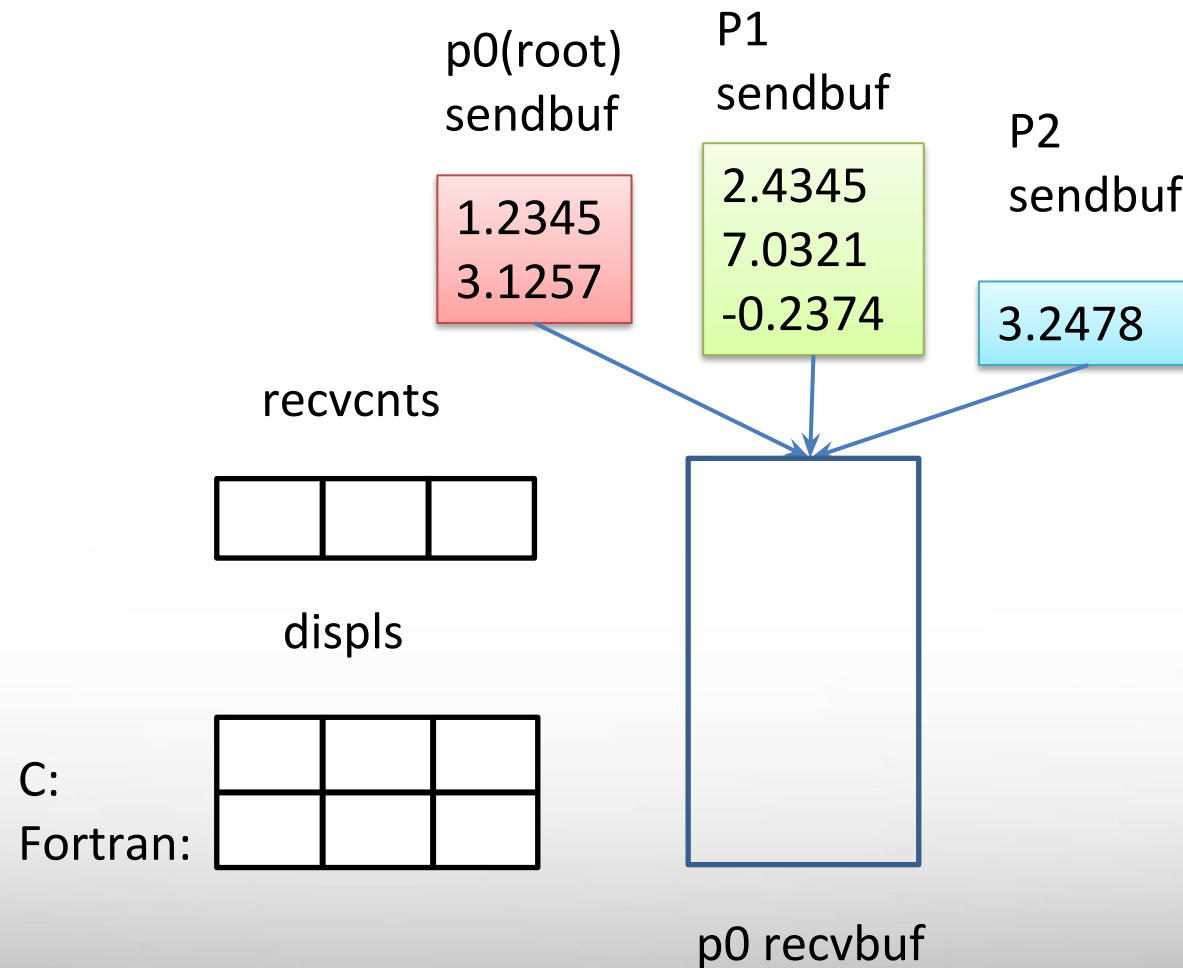 p0(root)
sendbuf
P1
sendbuf
P2
sendbuf
1.2345
3.1257
2.4345
7.0321
-0.2374
3.2478
recvcnts
displs
C:
Fortran:
p0 recvbuf